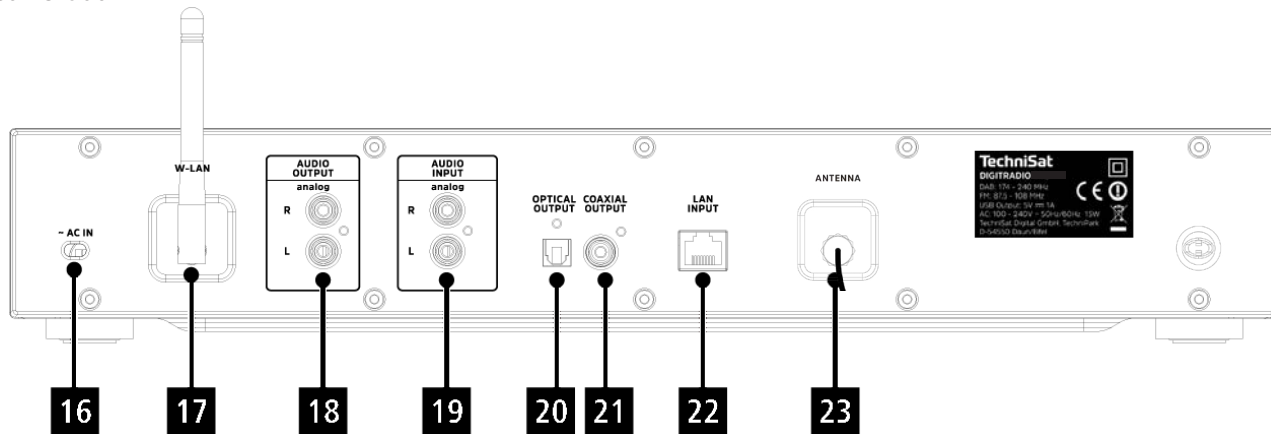 ~ AC IN
W-LAN
AUDIO
OUTPUT
analog
R
L
AUDIO
INPUT
analog
R
L
OPTICAL
OUTPUT
COAXIAL
OUTPUT
LAN
INPUT
ANTENNA
TechniSat
DIGITRADIO
DAB: 174 - 240 MHz
FM: 87,5 - 108 MHz
USB Output: 5V 1A
AC: 100 - 240V ~ 50Hz/60Hz 15W
TechniSat Digital GmbH, TechniPark
D-54550 Daun/Eifel
CE
16
17
18
19
20
21
22
23